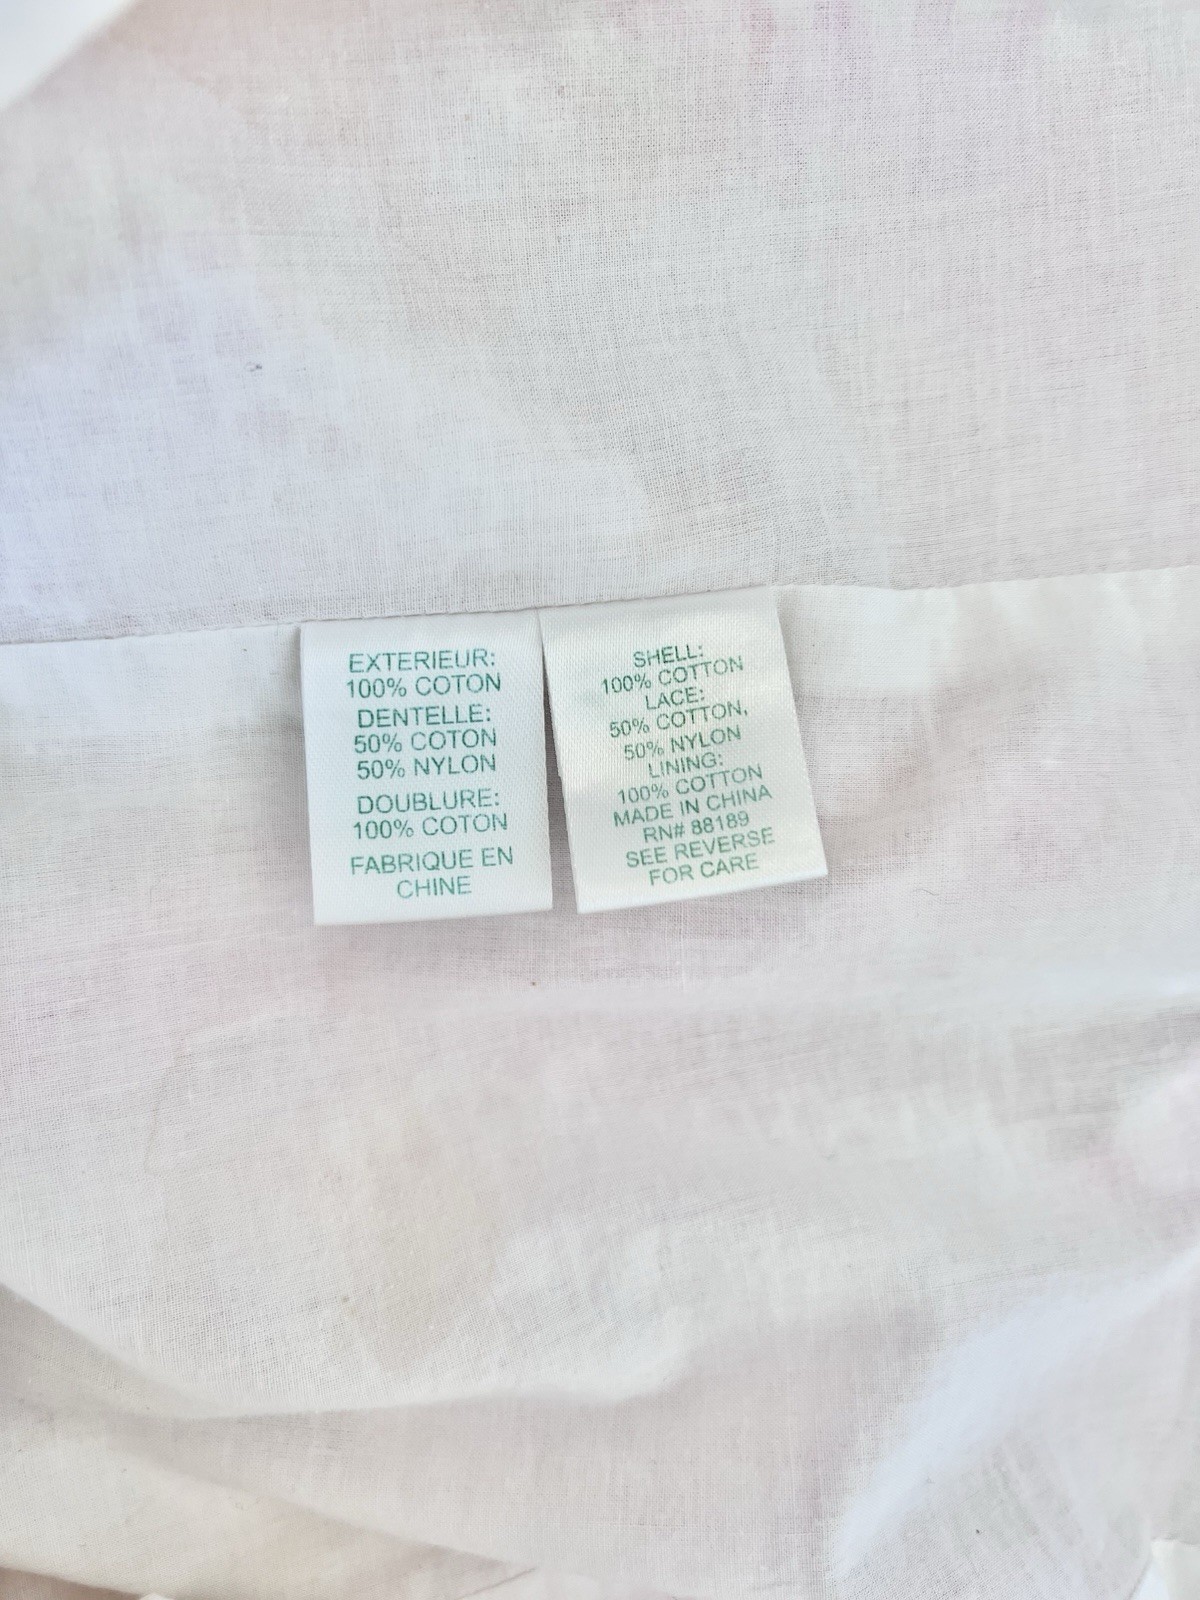 EXTERIEUR:
100% COTON
DENTELLE:
50% COTON
50% NYLON
DOUBLURE:
100% COTON
FABRIQUE EN
CHINE
SHELL:
100% COTTON
LACE:
50% COTTON,
50% NYLON
LINING:
100% COTTON
MADE IN CHINA
RN# 88189
SEE REVERSE
FOR CARE